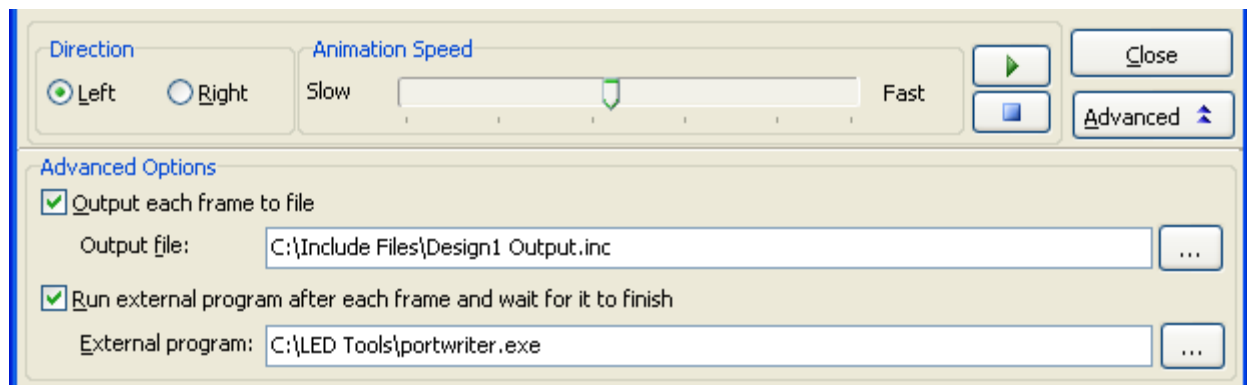 Direction
Animation Speed
Close
Left Right Slow Fast
Advanced
Advanced Options
Output each frame to file
Output file: C:\Include Files\Design1 Output.inc ...
Run external program after each frame and wait for it to finish
External program: C:\LED Tools\portwriter.exe ...